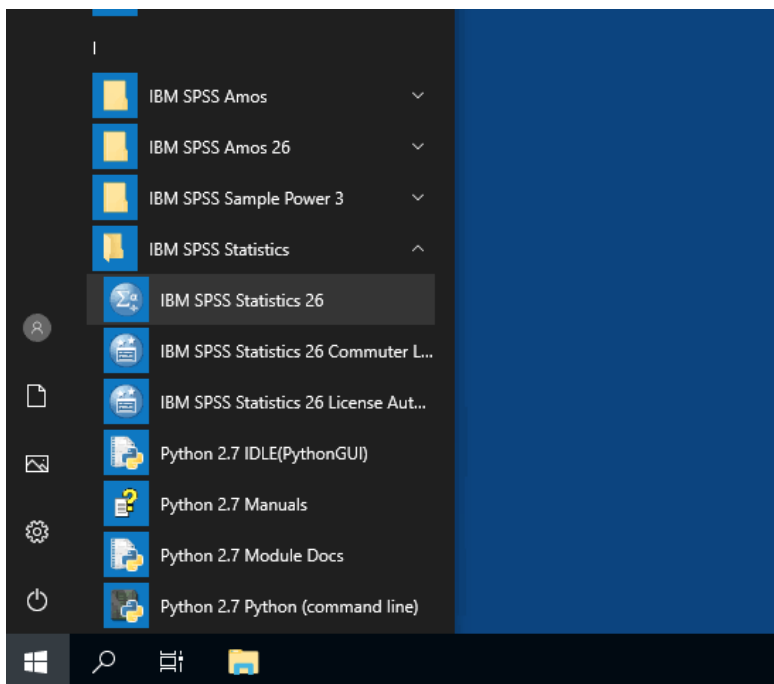 I
IBM SPSS Amos
IBM SPSS Amos 26
IBM SPSS Sample Power 3
IBM SPSS Statistics
IBM SPSS Statistics 26
IBM SPSS Statistics 26 Commuter L...
IBM SPSS Statistics 26 License Aut...
Python 2.7 IDLE(PythonGUI)
Python 2.7 Manuals
Python 2.7 Module Docs
Python 2.7 Python (command line)